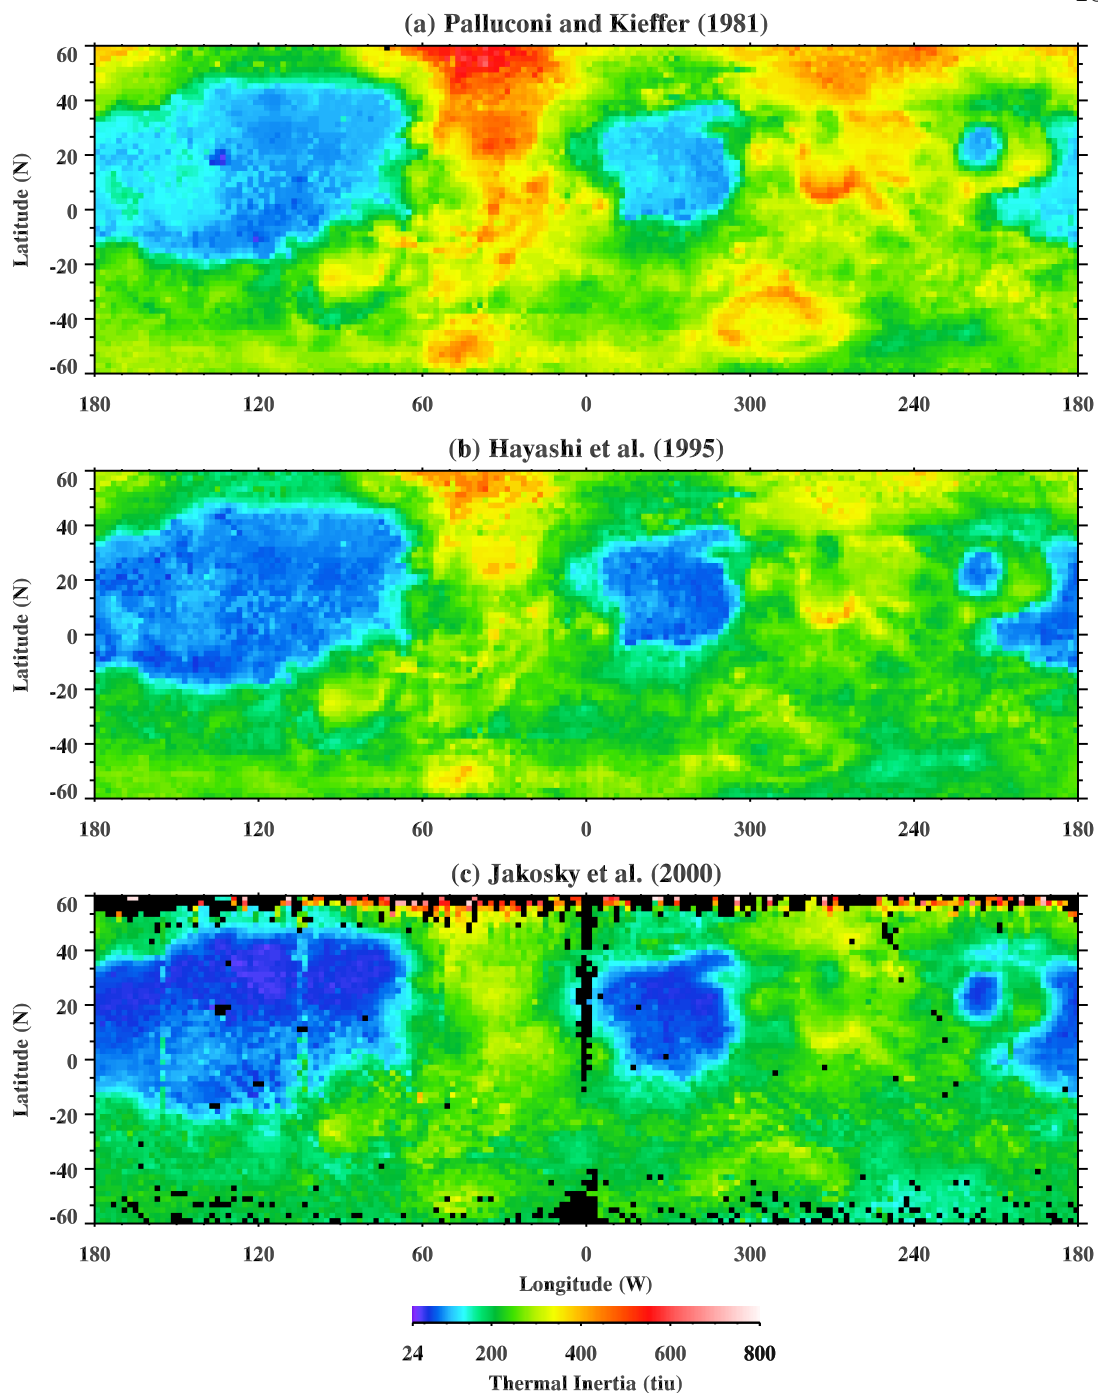 (a) Palluconi and Kieffer (1981)
60
40
20
0
-20
-40
-60
Latitude (N)
180 120 60 0 300 240 180
(b) Hayashi et al. (1995)
60
40
20
0
-20
-40
-60
Latitude (N)
180 120 60 0 300 240 180
(c) Jakosky et al. (2000)
60
40
20
0
-20
-40
-60
Latitude (N)
180 120 60 0 300 240 180
Longitude (W)
24 200 400 600 800
Thermal Inertia (tiu)